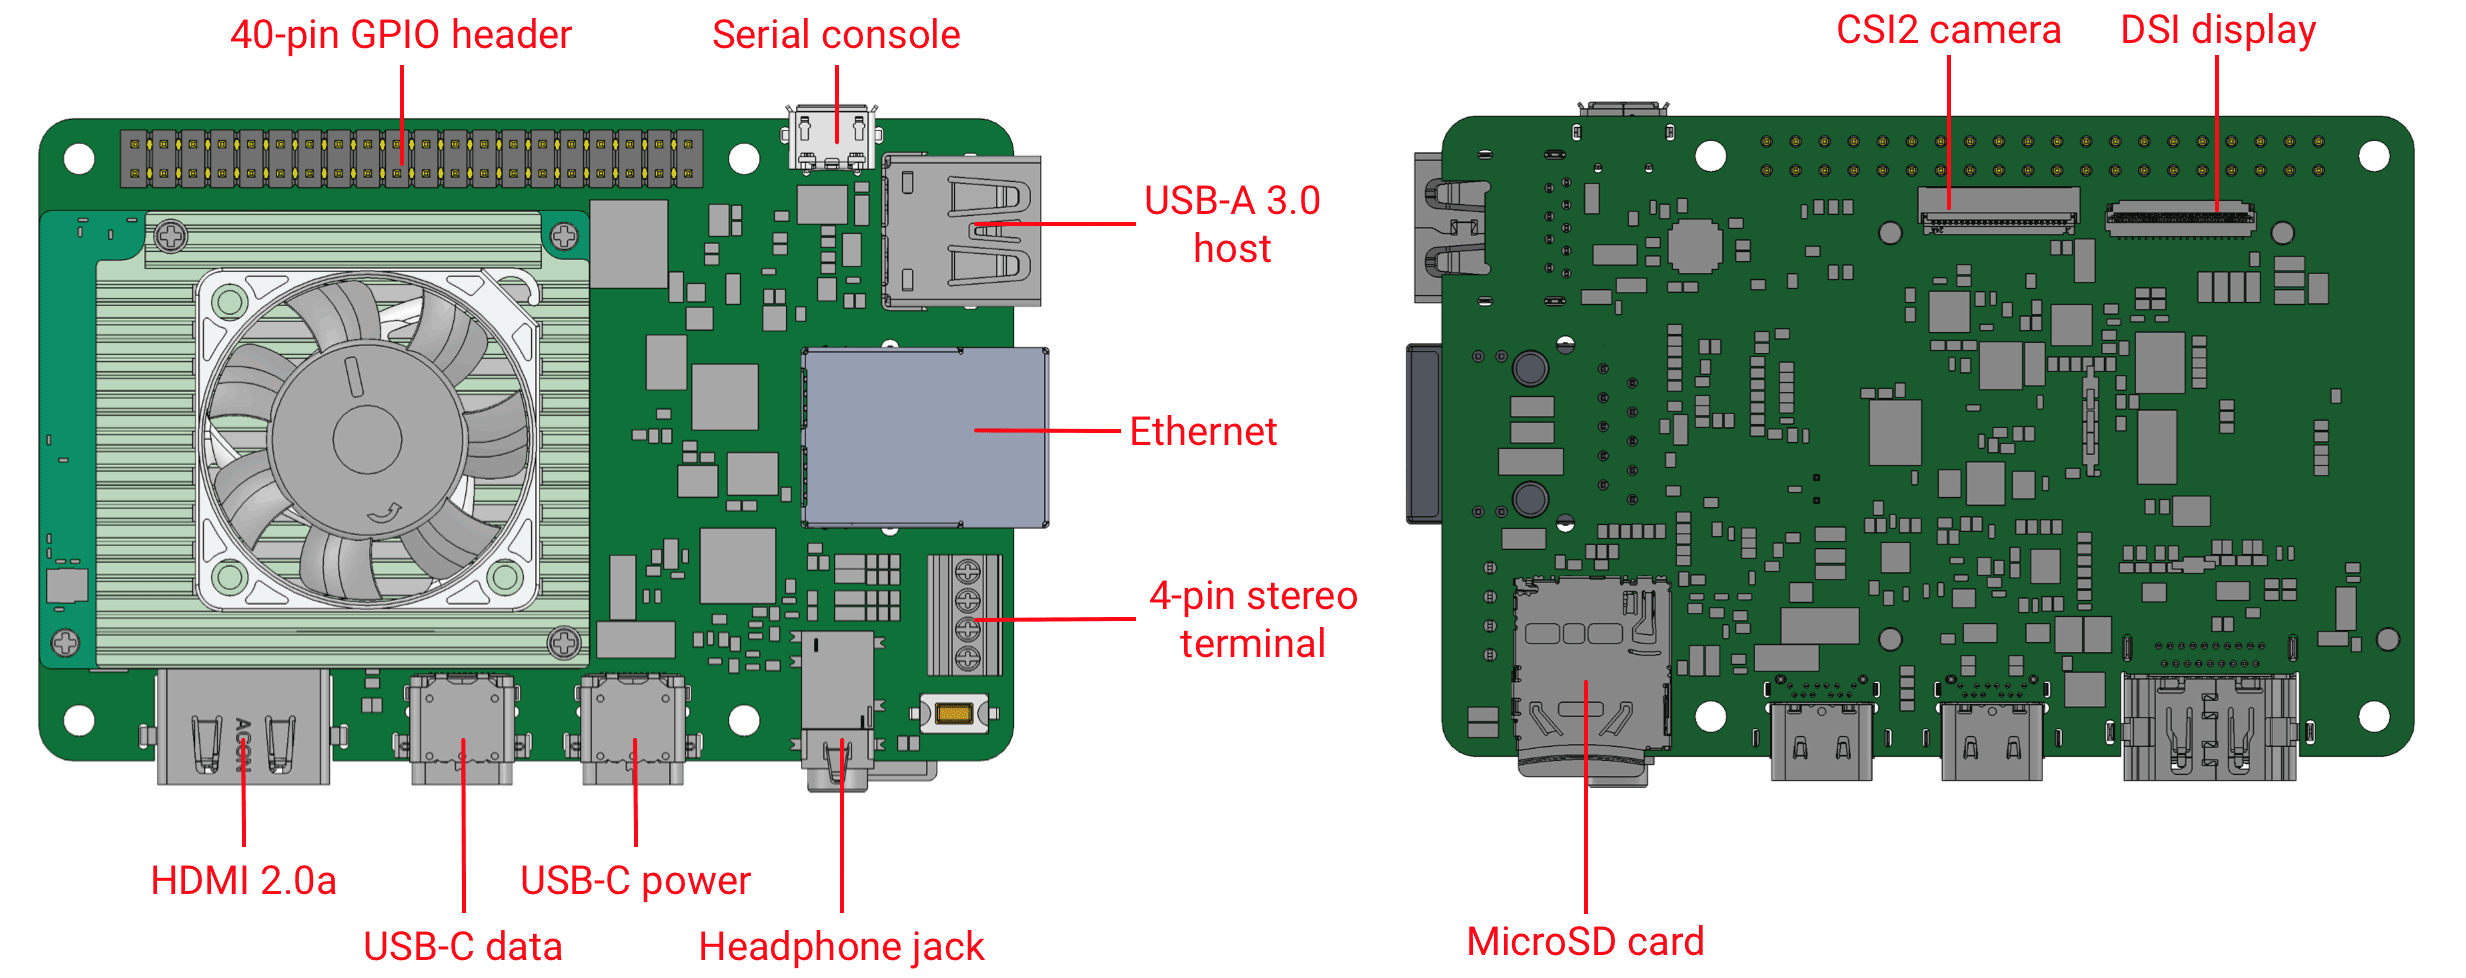 40-pin GPIO header
Serial console
CSI2 camera
DSI display
USB-A 3.0
host
Ethernet
4-pin stereo
terminal
ACON
HDMI 2.0a
USB-C power
USB-C data
Headphone jack
MicroSD card